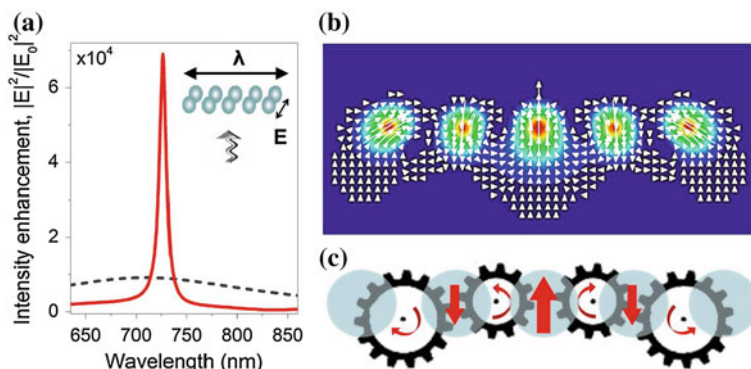 (a)
x10⁴
6
4
2
0
Intensity enhancement, |E|²/|E₀|²
λ
E
650 700 750 800 850
Wavelength (nm)
(b)
(c)